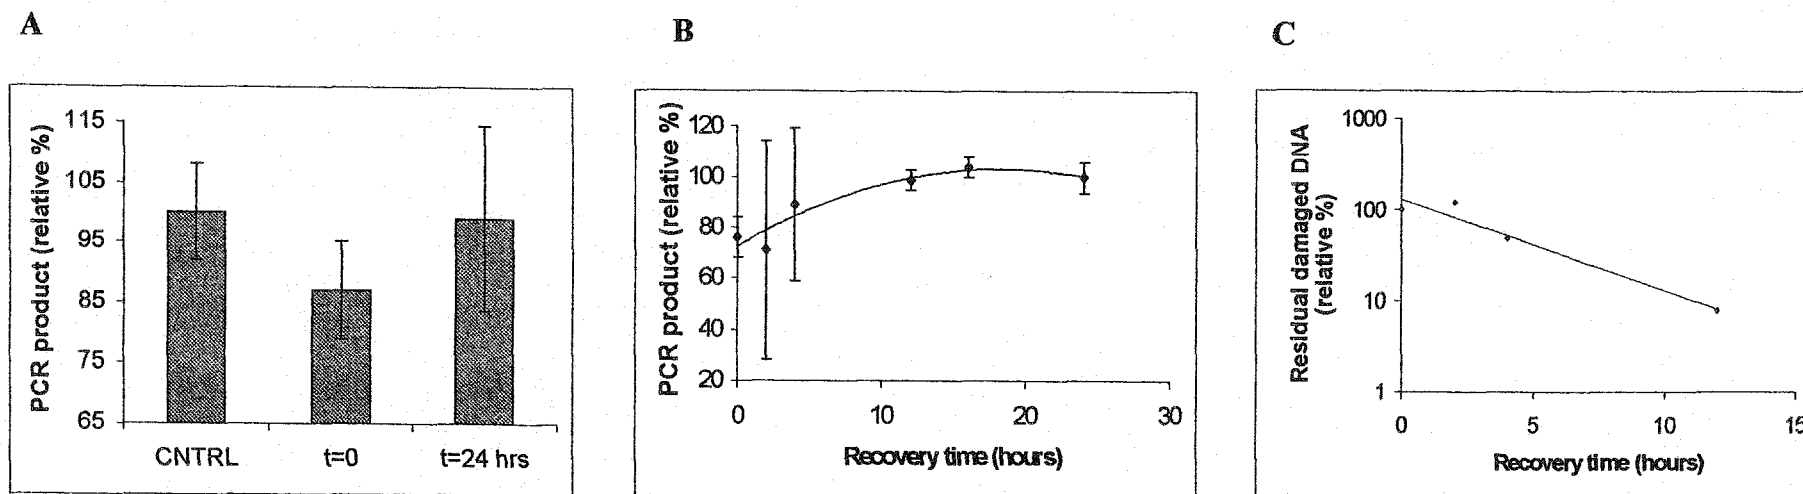 A
B
C
PCR product (relative %)
115
105
95
85
75
65
CNTRL
t=0
t=24 hrs
PCR product (relative %)
120
100
80
60
40
20
0
10
20
30
Recovery time (hours)
Residual damaged DNA
(relative %)
1000
100
10
1
0
5
10
15
Recovery time (hours)